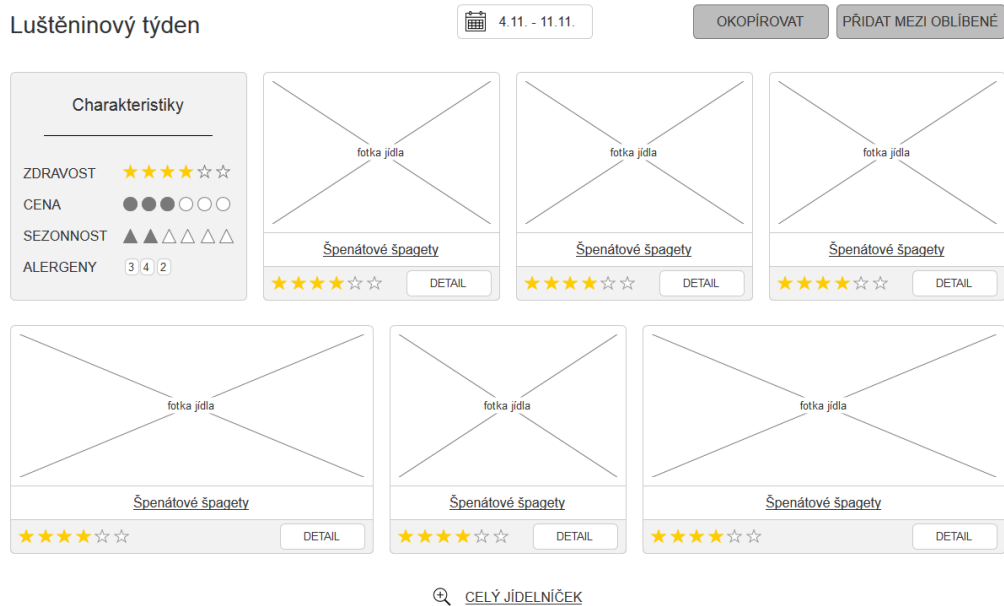 Luštěninový týden
4.11. - 11.11.
OKOPÍROVAT
PŘIDAT MEZI OBLÍBENÉ
Charakteristiky
ZDRAVOST
CENA
SEZONNOST
ALERGENY 3 4 2
fotka jídla
Špenátové špagety
DETAIL
fotka jídla
Špenátové špagety
DETAIL
fotka jídla
Špenátové špagety
DETAIL
fotka jídla
Špenátové špagety
DETAIL
fotka jídla
Špenátové špagety
DETAIL
fotka jídla
Špenátové špagety
DETAIL
CELÝ JÍDELNÍČEK